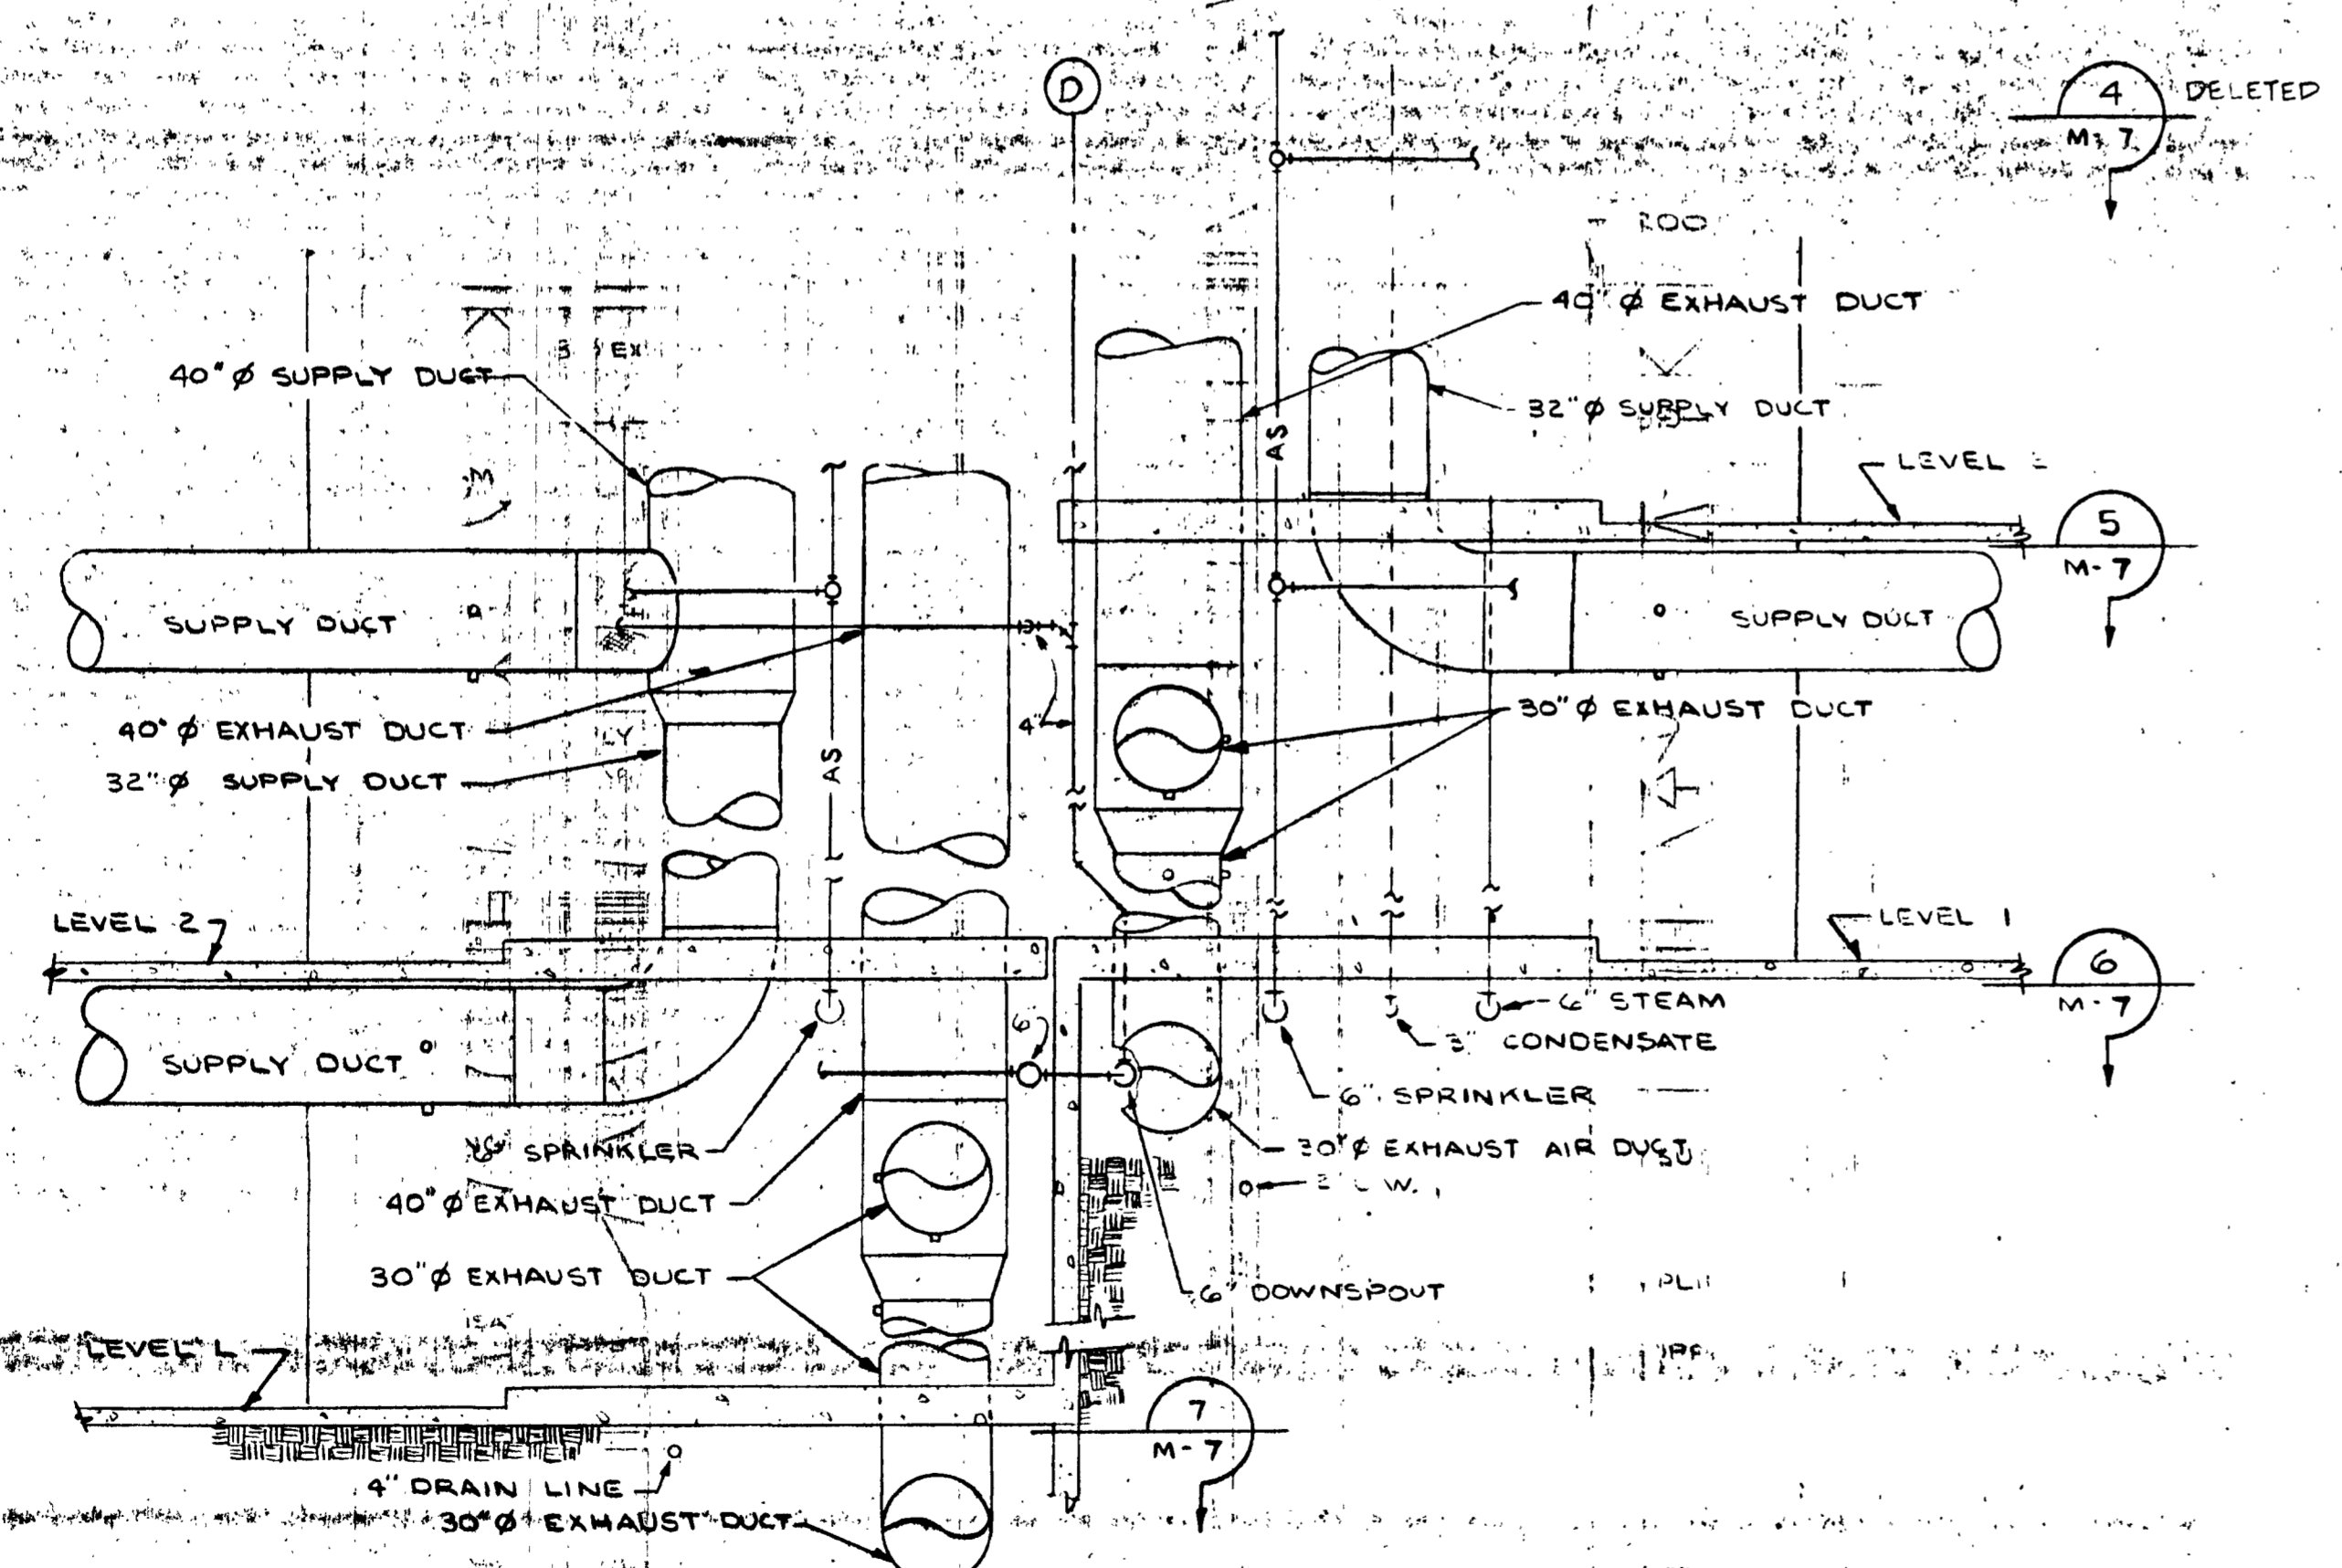 D
4
DELETED
M-7
40" Ø EXHAUST DUCT
40" Ø SUPPLY DUCT
32" Ø SUPPLY DUCT
AS
LEVEL
5
M-7
SUPPLY DUCT
SUPPLY DUCT
40" Ø EXHAUST DUCT
4"
30" Ø EXHAUST DUCT
32" Ø SUPPLY DUCT
AS
LEVEL 2
LEVEL 1
6
M-7
6" STEAM
6"
3" CONDENSATE
SUPPLY DUCT
6" SPRINKLER
SPRINKLER
30" Ø EXHAUST AIR DUCT
40" Ø EXHAUST DUCT
30" Ø EXHAUST DUCT
6" DOWNSPOUT
LEVEL L
7
M-7
4" DRAIN LINE
30" Ø EXHAUST DUCT